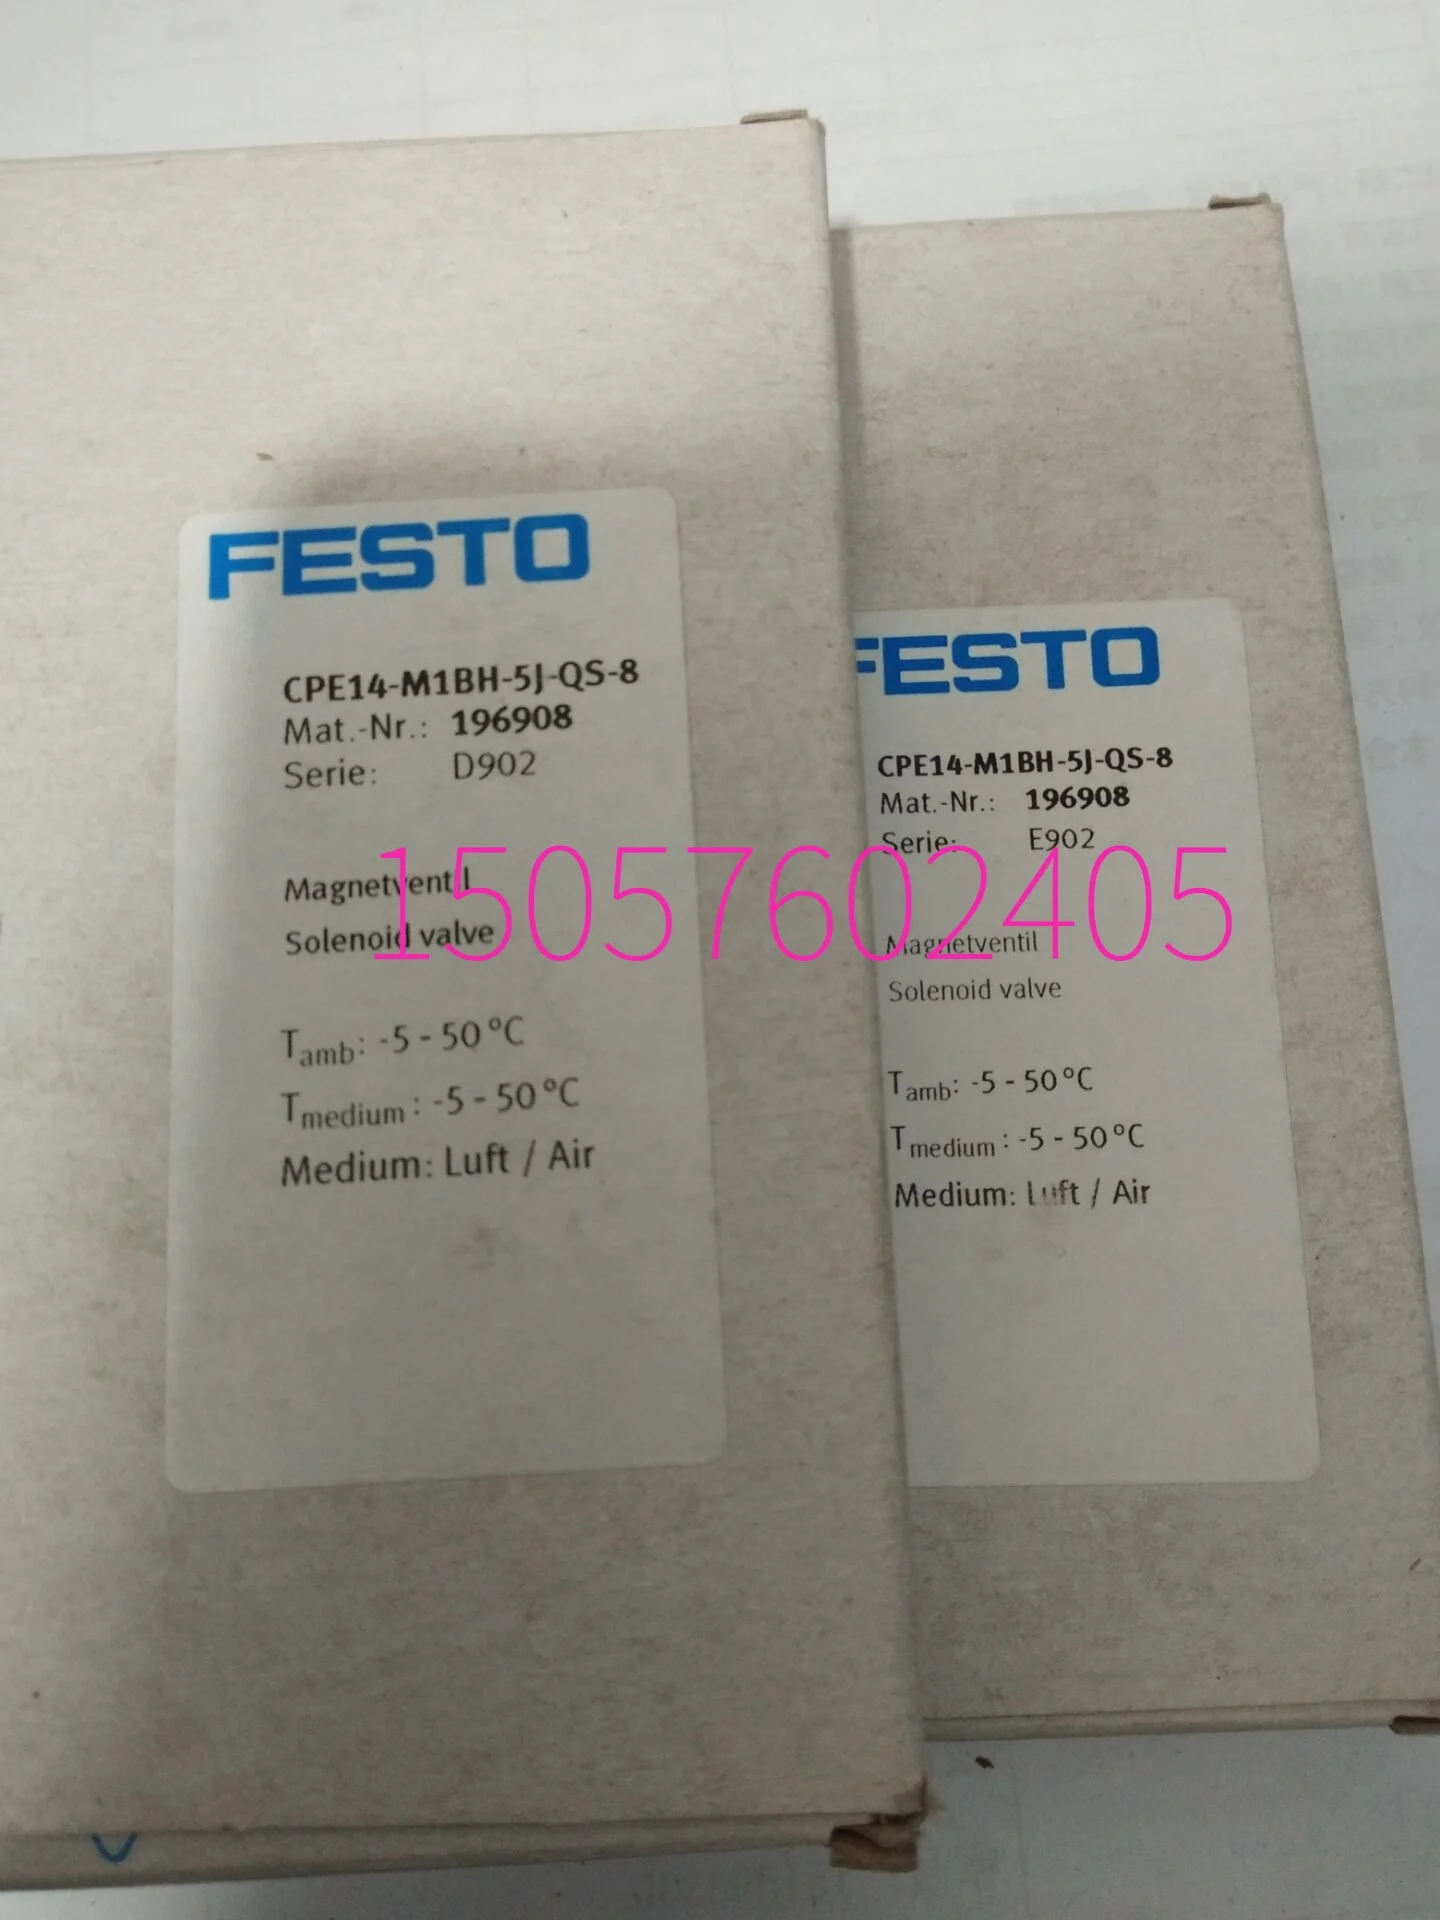 FESTO
CPE14-M1BH-5J-QS-8
Mat.-Nr.: 196908
Serie: D902
Magnetventil
Solenoid valve
Tamb: -5 - 50 °C
Tmedium: -5 - 50 °C
Medium: Luft / Air
FESTO
CPE14-M1BH-5J-QS-8
Mat.-Nr.: 196908
Serie: E902
Magnetventil
Solenoid valve
Tamb: -5 - 50 °C
Tmedium: -5 - 50 °C
Medium: Luft / Air
15057602405